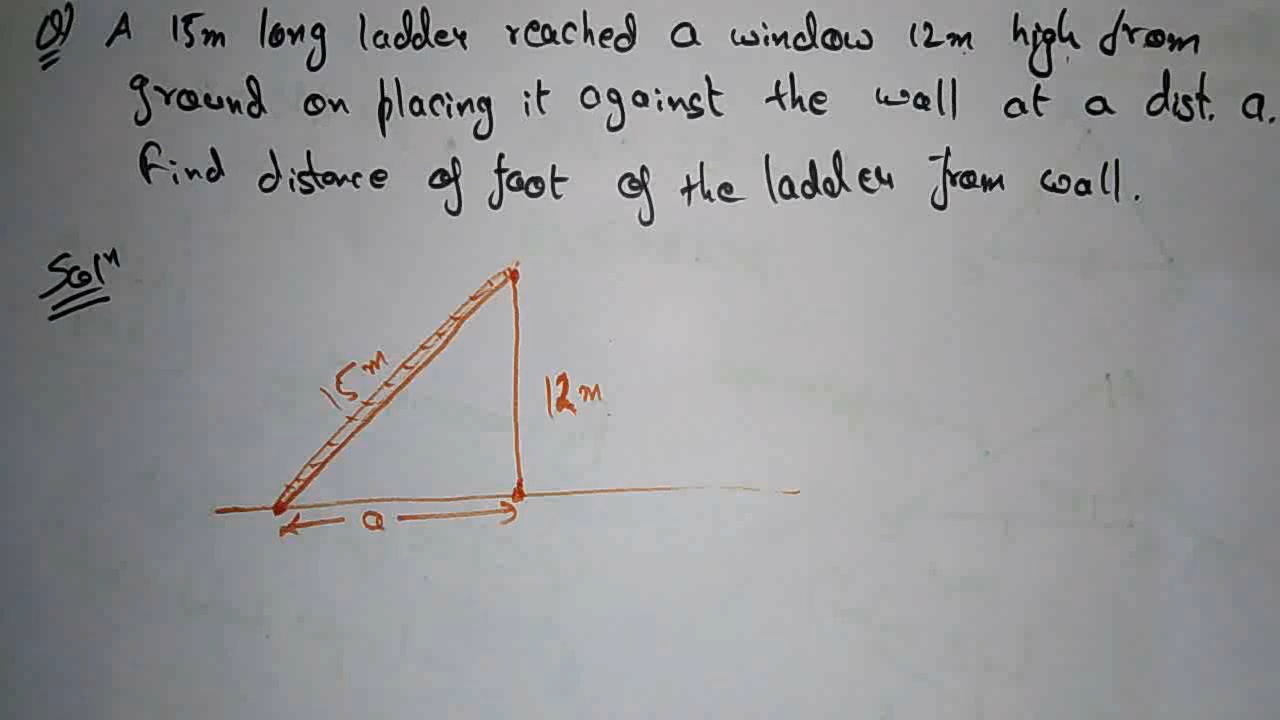 Q) A 15m long ladder reached a window 12m high from
ground on placing it against the wall at a dist. a.
Find distance of foot of the ladder from wall.
Solⁿ
15m
12m
a